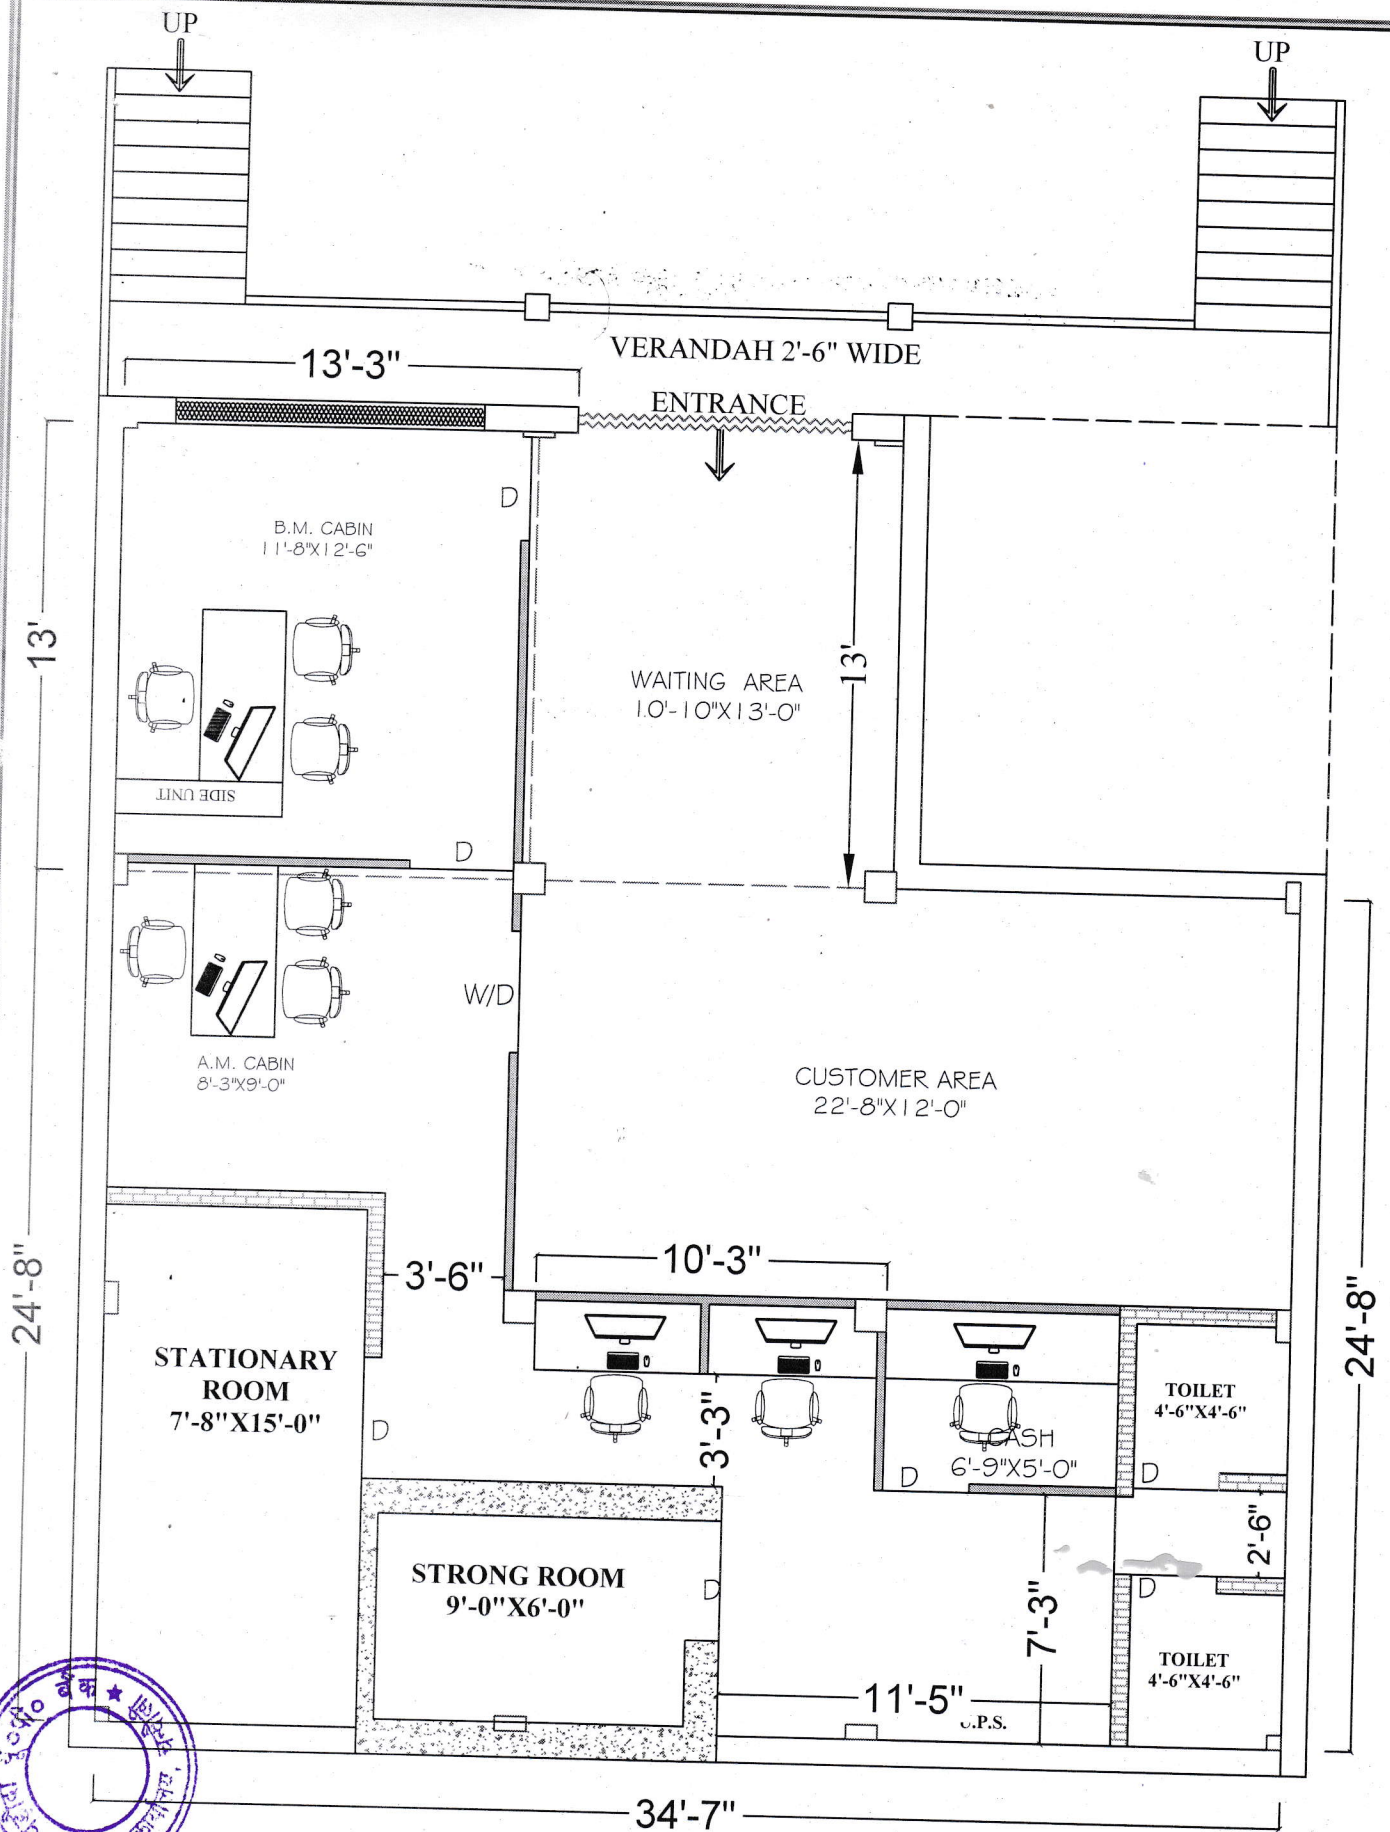 UP
UP
VERANDAH 2'-6" WIDE
13'-3"
ENTRANCE
D
B.M. CABIN
11'-8"X12'-6"
13'
WAITING AREA
10'-10"X13'-0"
13'
SIDE UNIT
D
W/D
A.M. CABIN
8'-3"X9'-0"
CUSTOMER AREA
22'-8"X12'-0"
24'-8"
3'-6"
10'-3"
24'-8"
STATIONARY
ROOM
7'-8"X15'-0"
D
3'-3"
CASH
6'-9"X5'-0"
D
TOILET
4'-6"X4'-6"
D
2'-6"
STRONG ROOM
9'-0"X6'-0"
D
7'-3"
D
TOILET
4'-6"X4'-6"
11'-5"
U.P.S.
34'-7"
बैंक